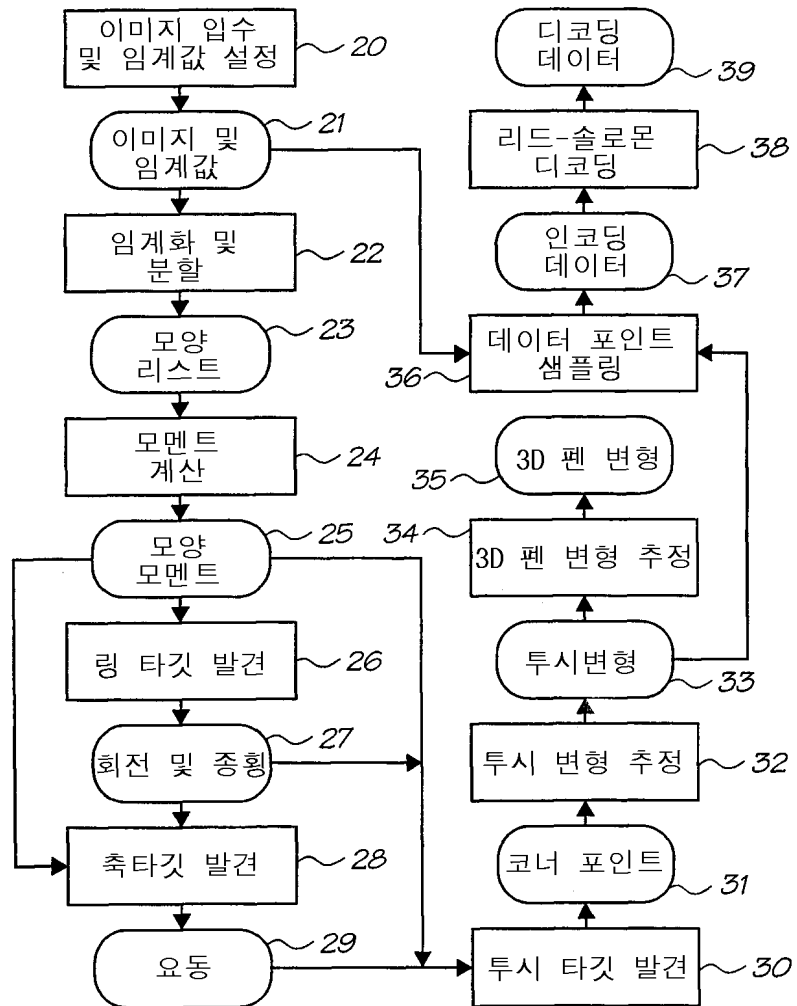 이미지 입수
및 임계값 설정
20
이미지 및
임계값
21
임계화 및
분할
22
모양
리스트
23
모멘트
계산
24
모양
모멘트
25
링 타깃 발견
26
회전 및 종횡
27
축타깃 발견
28
요동
29
투시 타깃 발견
30
코너 포인트
31
투시 변형 추정
32
투시변형
33
3D 펜 변형 추정
34
3D 펜 변형
35
데이터 포인트
샘플링
36
인코딩
데이터
37
리드-솔로몬
디코딩
38
디코딩
데이터
39